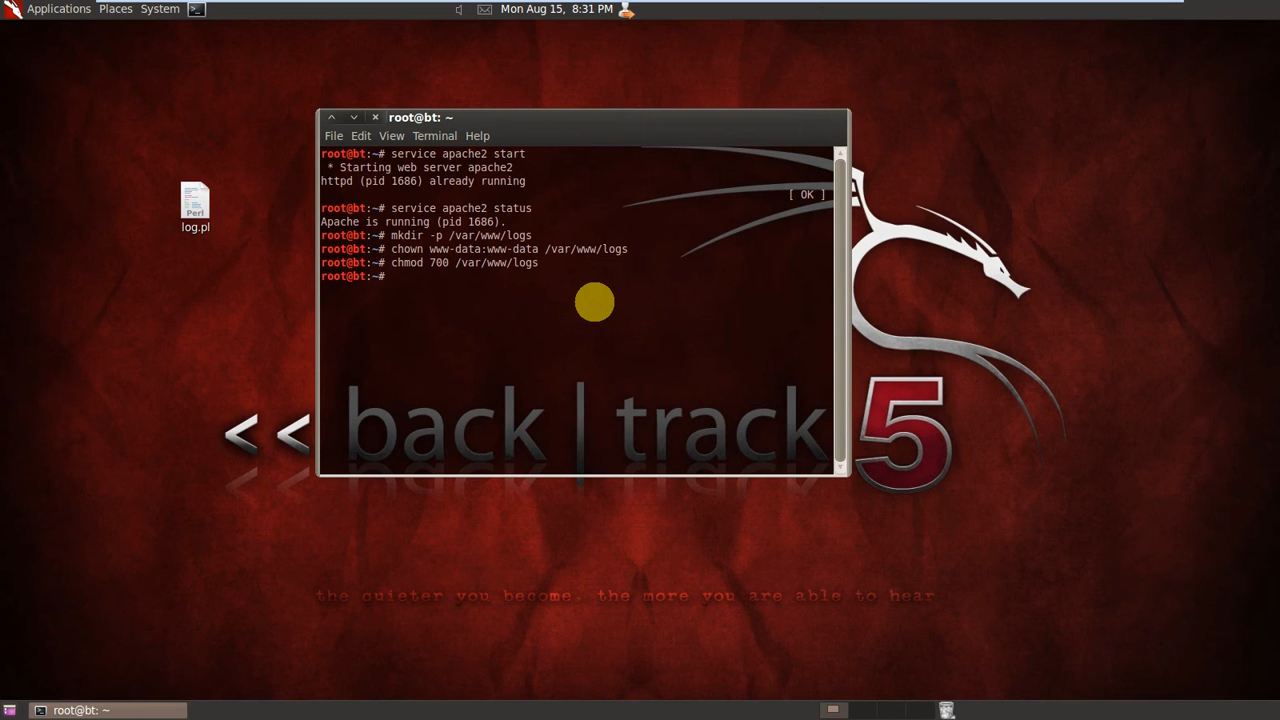 Applications Places System
Mon Aug 15, 8:31 PM
root@bt: ~
File Edit View Terminal Help
root@bt:~# service apache2 start
* Starting web server apache2
httpd (pid 1686) already running
[ OK ]
root@bt:~# service apache2 status
Apache is running (pid 1686).
root@bt:~# mkdir -p /var/www/logs
root@bt:~# chown www-data:www-data /var/www/logs
root@bt:~# chmod 700 /var/www/logs
root@bt:~#
Perl
log.pl
<< back | track 5
the quieter you become. the more you are able to hear
root@bt: ~